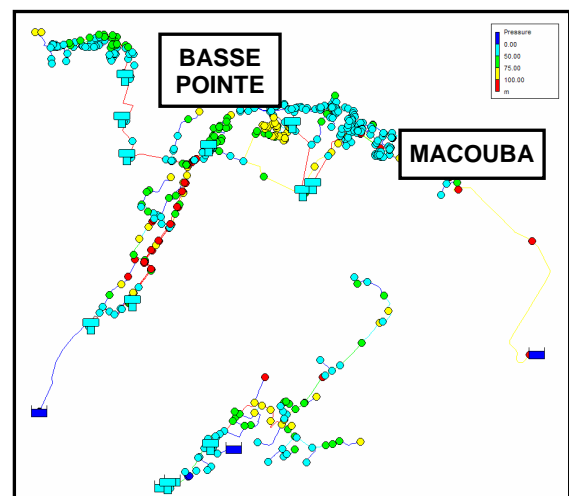 BASSE
POINTE
MACOUBA
Pressure
0.00
50.00
75.00
100.00
m